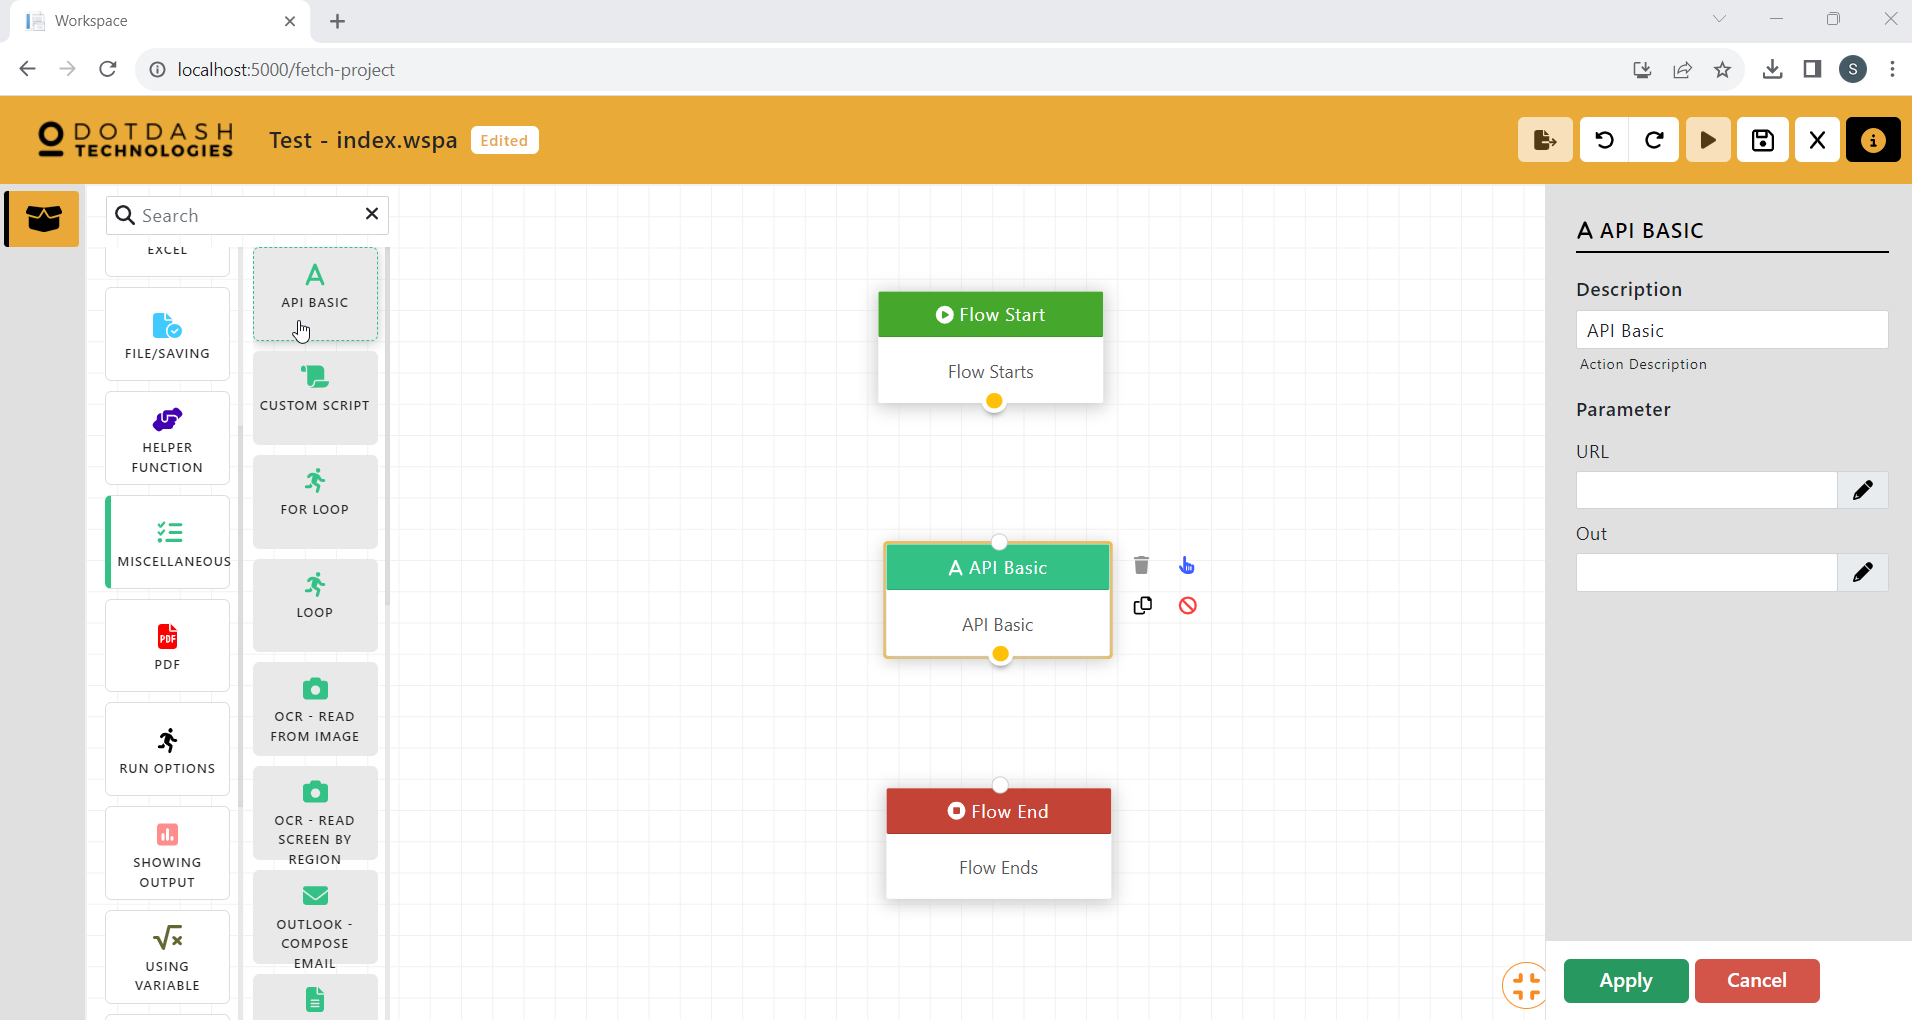 Workspace
localhost:5000/fetch-project
DOTDASH
TECHNOLOGIES
Test - index.wspa
Edited
Search
EXCEL
FILE/SAVING
HELPER
FUNCTION
MISCELLANEOUS
PDF
PDF
RUN OPTIONS
SHOWING
OUTPUT
USING
VARIABLE
API BASIC
CUSTOM SCRIPT
FOR LOOP
LOOP
OCR - READ
FROM IMAGE
OCR - READ
SCREEN BY
REGION
OUTLOOK -
COMPOSE
EMAIL
Flow Start
Flow Starts
A API Basic
API Basic
Flow End
Flow Ends
A API BASIC
Description
API Basic
Action Description
Parameter
URL
Out
Apply
Cancel
S